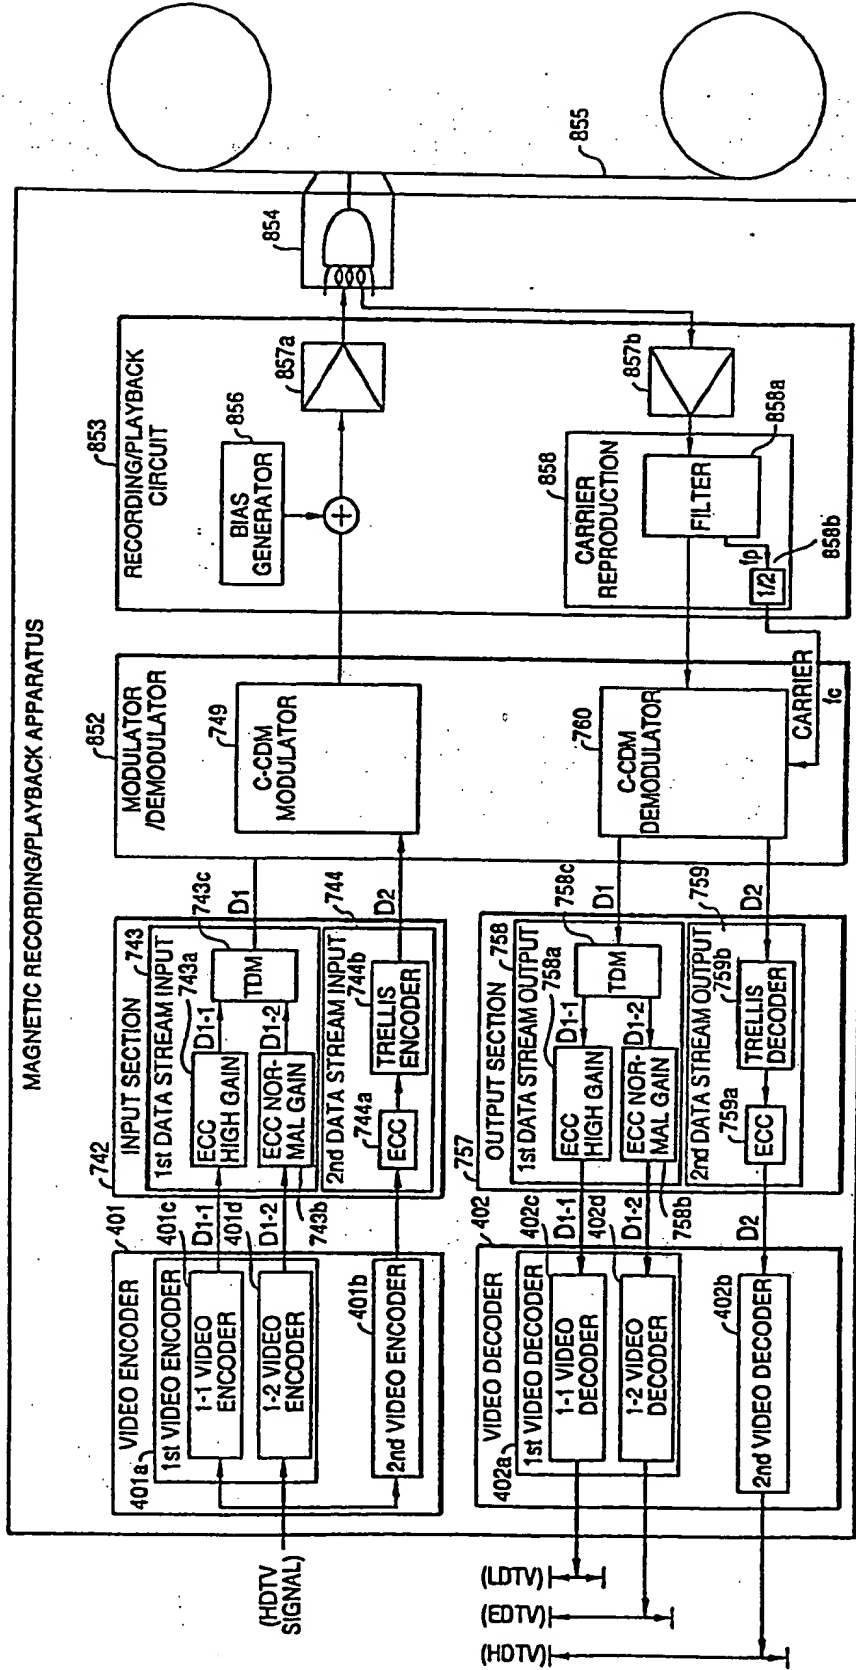 MAGNETIC RECORDING/PLAYBACK APPARATUS
401
VIDEO ENCODER
401a
1st VIDEO ENCODER
401c
1-1 VIDEO
ENCODER
401d
1-2 VIDEO
ENCODER
401b
2nd VIDEO ENCODER
(HDTV
SIGNAL)
D1-1
D1-2
742
INPUT SECTION
743
1st DATA STREAM INPUT
743a
ECC
HIGH GAIN
D1-1
743c
TDM
ECC NOR-
MAL GAIN
D1-2
743b
744
2nd DATA STREAM INPUT
744a
ECC
744b
TRELLIS
ENCODER
D1
D2
852
MODULATOR
/DEMODULATOR
749
C-CDM
MODULATOR
760
C-CDM
DEMODULATOR
CARRIER
fc
853
RECORDING/PLAYBACK
CIRCUIT
856
BIAS
GENERATOR
+
857a
854
855
857b
858
CARRIER
REPRODUCTION
858a
FILTER
fp
1/2
858b
402
VIDEO DECODER
402a
1st VIDEO DECODER
402c
1-1 VIDEO
DECODER
402d
1-2 VIDEO
DECODER
402b
2nd VIDEO DECODER
D1-1
D1-2
D2
757
OUTPUT SECTION
758
1st DATA STREAM OUTPUT
758a
ECC
HIGH GAIN
D1-1
758c
TDM
ECC NOR-
MAL GAIN
D1-2
758b
759
2nd DATA STREAM OUTPUT
759a
ECC
759b
TRELLIS
DECODER
D1
D2
(LDTV)
(EDTV)
(HDTV)